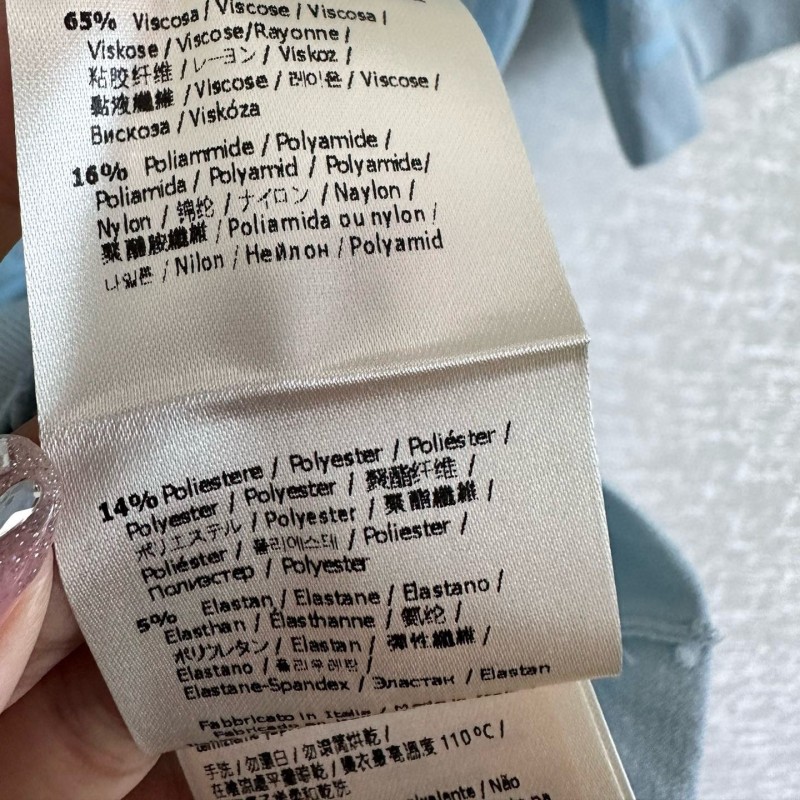 65% Viscosa / Viscose / Viscosa /
Viskose / Viscose/Rayonne /
粘胶纤维 / レーヨン / Viskoz /
黏液纖維 / Viscose / 레이온 / Viscose /
Вискоза / Viskóza
16% Poliammide / Polyamide /
Poliamida / Polyamid / Polyamide/
Nylon / 锦纶 / ナイロン / Naylon /
聚醯胺纖維 / Poliamida ou nylon /
나일론 / Nilon / Нейлон / Polyamid
14% Poliestere / Polyester / Poliéster /
Polyester / Polyester / 聚酯纤维 /
ポリエステル / Polyester / 聚酯纖維 /
Poliéster / 폴리에스테 / Poliester /
Полиэстер / Polyester
5% Elastan / Elastane / Elastano /
Elasthan / Élasthanne / 氨纶 /
ポリウレタン / Elastan / 彈性纖維 /
Elastano / 폴리우레탄 /
Elastane-Spandex / Эластан / Elastan
Fabbricato in Italia /
手洗 / 勿漂白 / 勿滾筒烘乾 /
110°C /
/ Não